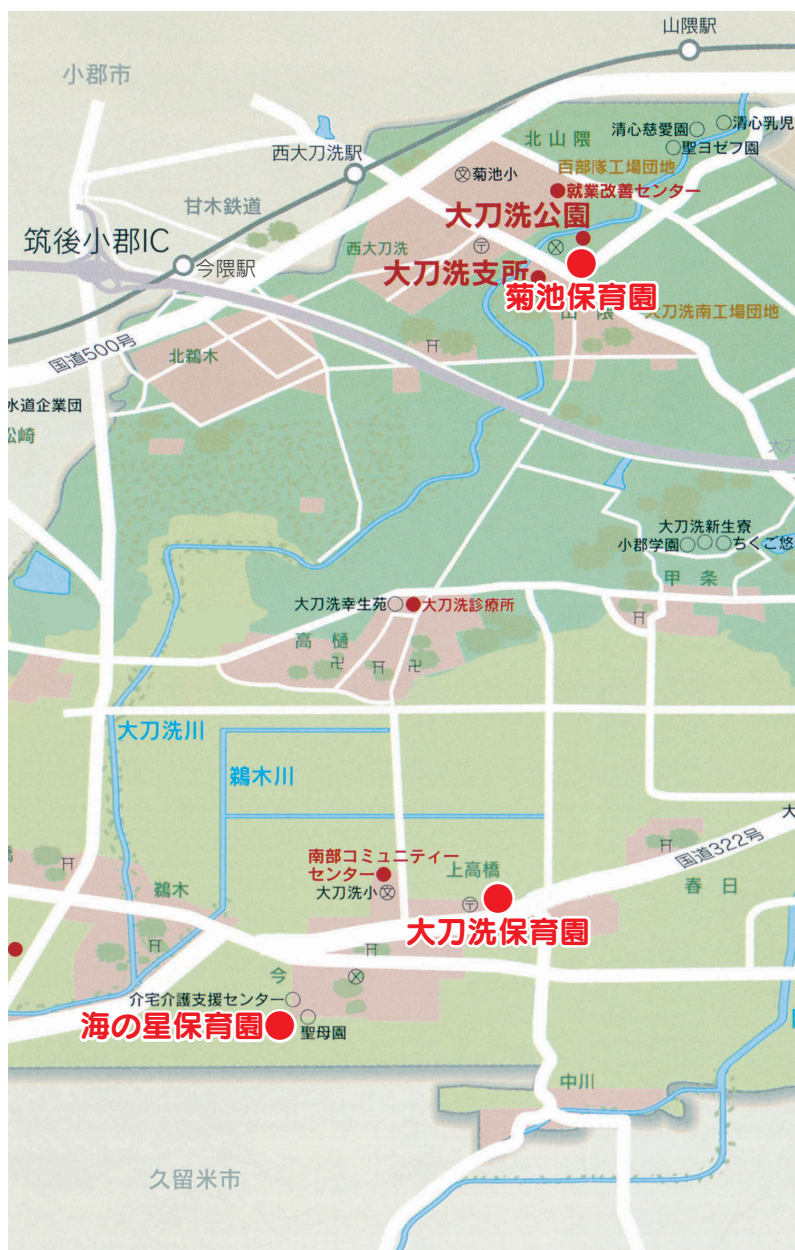 山隈駅
小郡市
清心慈愛園
清心乳児
聖ヨゼフ園
北山隈
西大刀洗駅
百部隊工場団地
菊池小
就業改善センター
甘木鉄道
大刀洗公園
筑後小郡IC
西大刀洗
今隈駅
大刀洗支所
菊池保育園
山隈
大刀洗南工場団地
国道500号
北鵜木
水道企業団
松崎
大刀
大刀洗新生寮
小郡学園
ちくご悠
甲条
大刀洗幸生苑
大刀洗診療所
高樋
大刀洗川
鵜木川
南部コミュニティー
センター
大刀洗小
上高橋
国道322号
春日
鵜木
大刀洗保育園
今
介宅介護支援センター
海の星保育園
聖母園
中川
久留米市